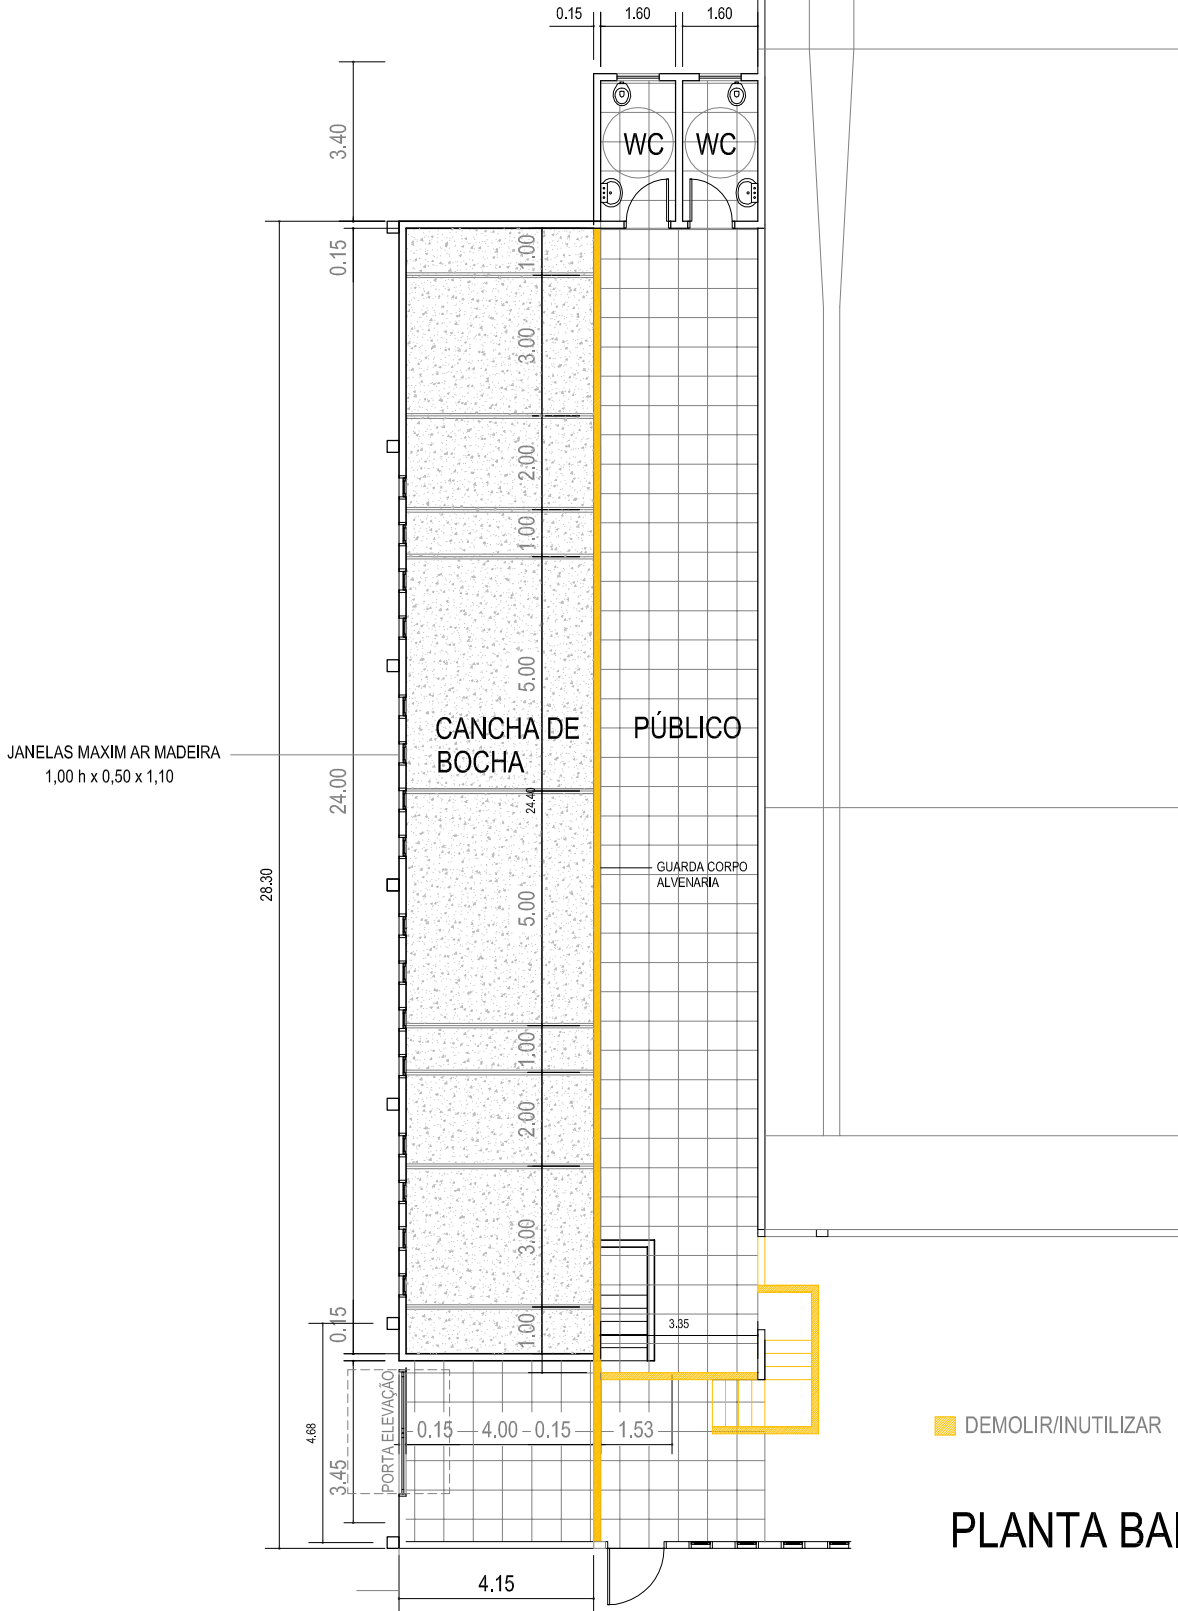 0.15
1.60
1.60
3.40
WC
WC
0.15
1.00
3.00
2.00
1.00
5.00
CANCHA DE
BOCHA
PÚBLICO
JANELAS MAXIM AR MADEIRA
1,00 h x 0,50 x 1,10
24.00
24.40
28.30
GUARDA CORPO
ALVENARIA
5.00
1.00
2.00
3.00
1.00
0.15
3.35
4.68
3.45
PORTA ELEVAÇÃO
0.15
4.00
0.15
1.53
DEMOLIR/INUTILIZAR
PLANTA BAI
4.15